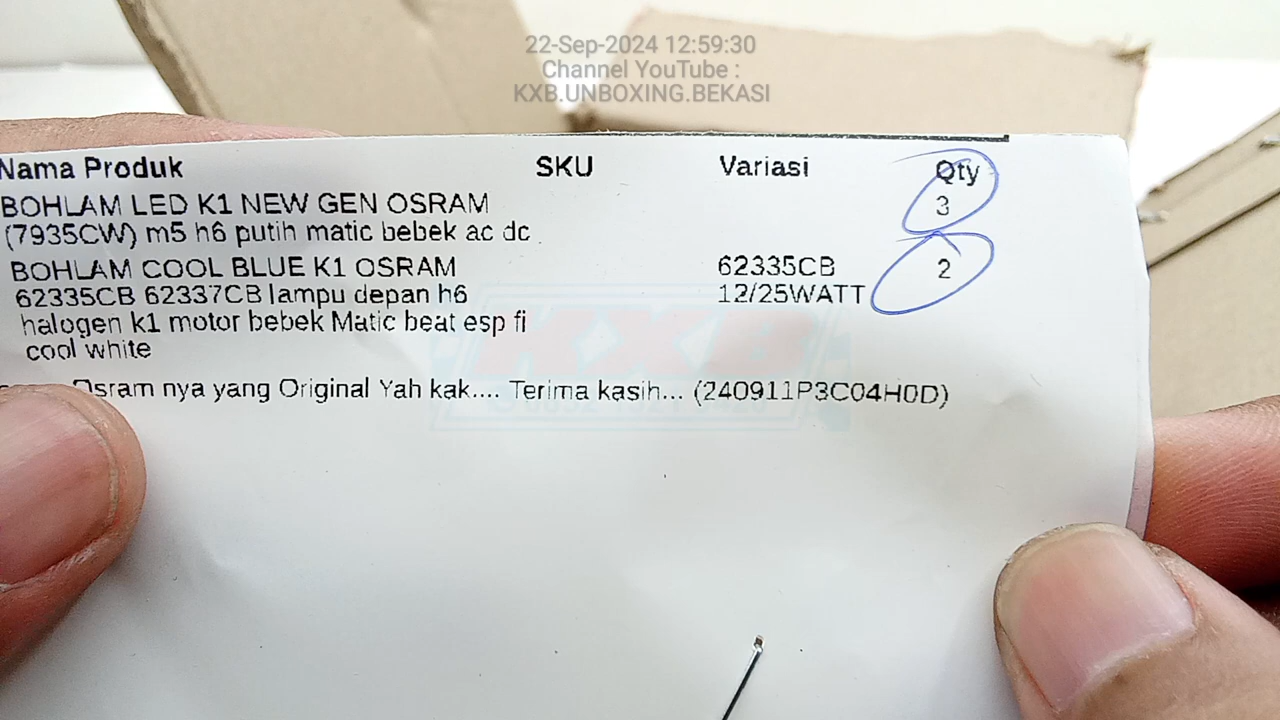 22-Sep-2024 12:59:30
Channel YouTube :
KXB.UNBOXING.BEKASI
Nama Produk SKU Variasi Qty
BOHLAM LED K1 NEW GEN OSRAM 3
(7935CW) m5 h6 putih matic bebek ac dc
BOHLAM COOL BLUE K1 OSRAM 62335CB 2
62335CB 62337CB lampu depan h6 12/25WATT
halogen k1 motor bebek Matic beat esp fi
cool white
Osram nya yang Original Yah kak.... Terima kasih... (240911P3C04H0D)
KXB